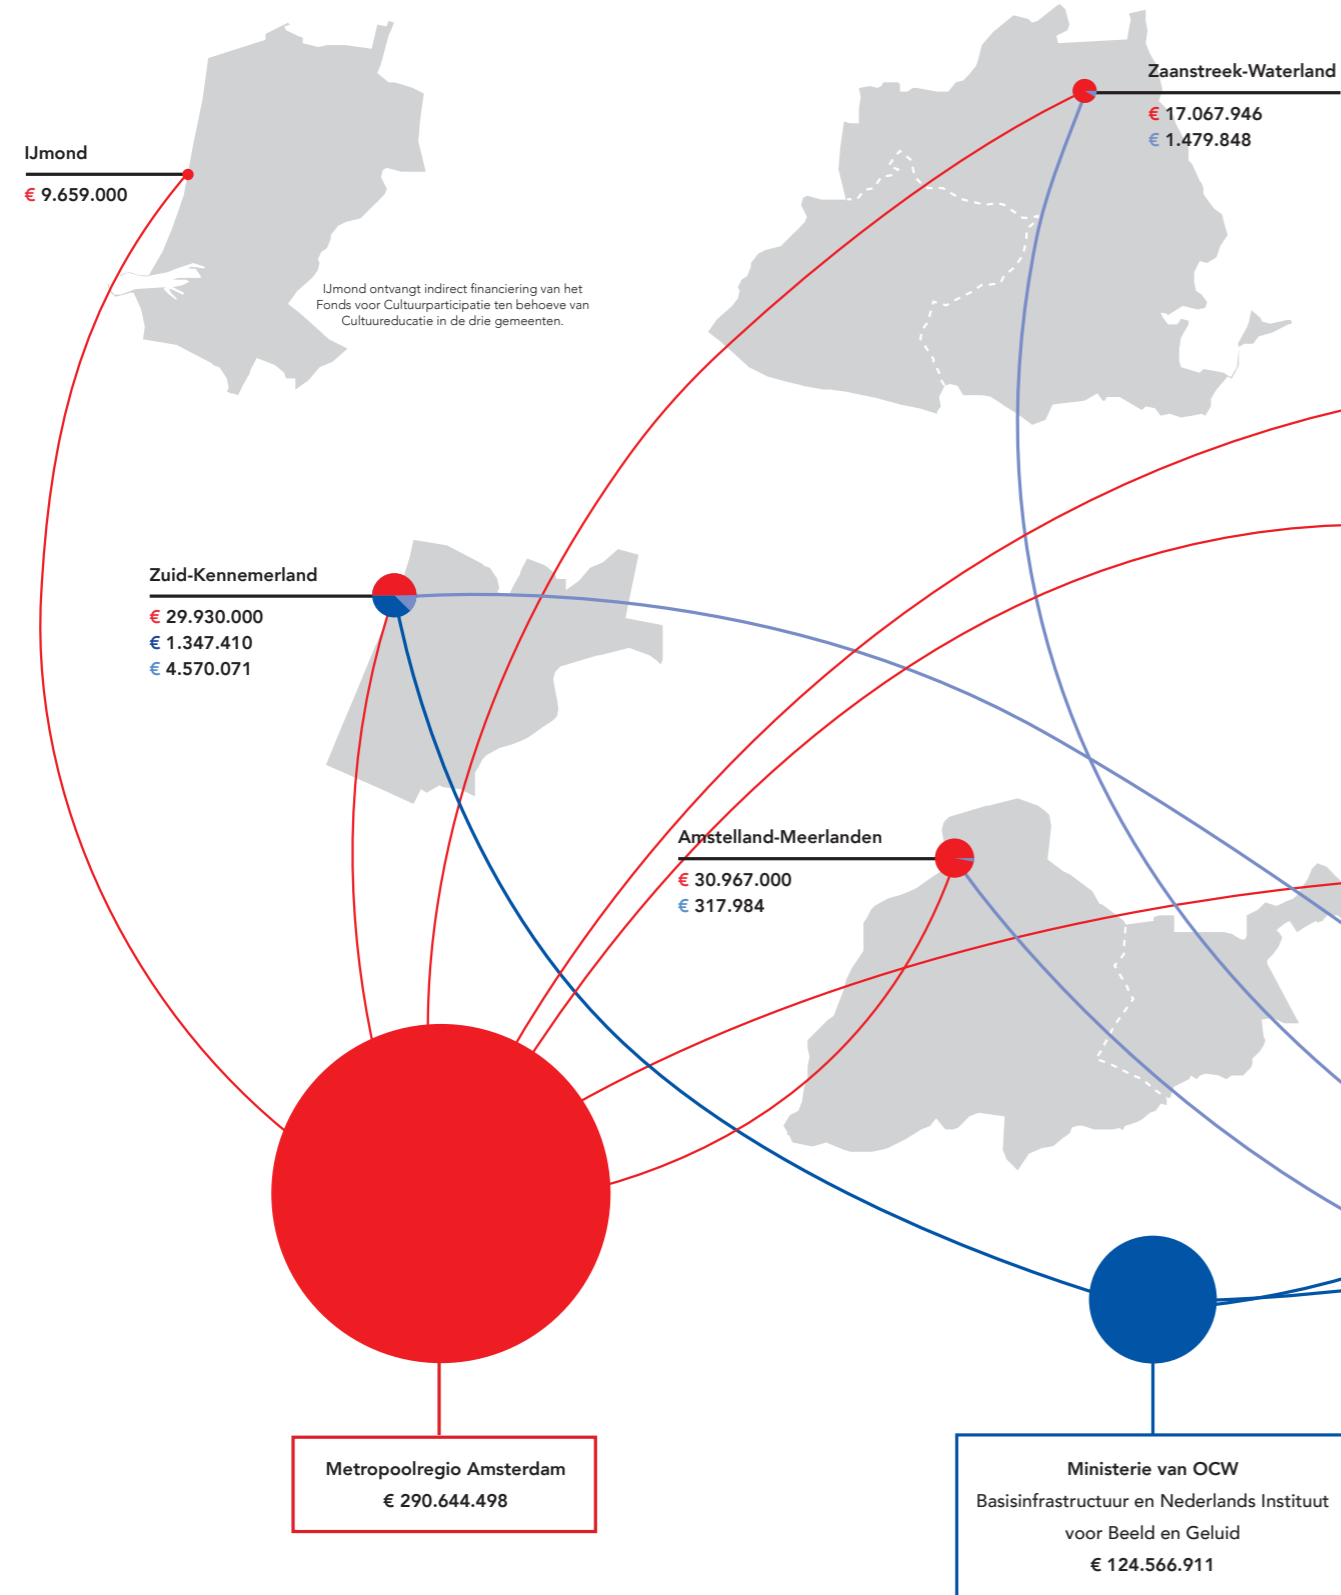 Zaanstreek-Waterland
€ 17.067.946
€ 1.479.848
IJmond
€ 9.659.000
IJmond ontvangt indirect financiering van het
Fonds voor Cultuurparticipatie ten behoeve van
Cultuureducatie in de drie gemeenten.
Zuid-Kennemerland
€ 29.930.000
€ 1.347.410
€ 4.570.071
Amstelland-Meerlanden
€ 30.967.000
€ 317.984
Metropoolregio Amsterdam
€ 290.644.498
Ministerie van OCW
Basisinfrastructuur en Nederlands Instituut
voor Beeld en Geluid
€ 124.566.911